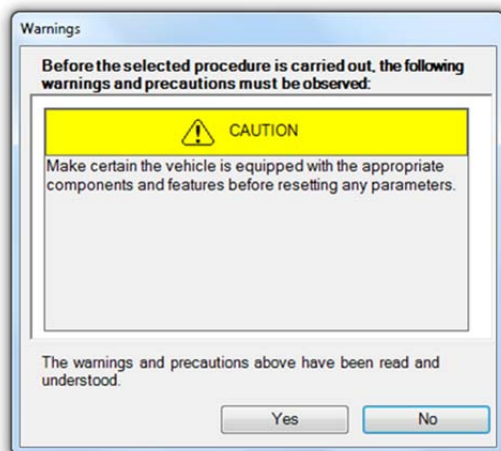 Warnings
Before the selected procedure is carried out, the following
warnings and precautions must be observed:
CAUTION
Make certain the vehicle is equipped with the appropriate
components and features before resetting any parameters.
The warnings and precautions above have been read and
understood.
Yes
No